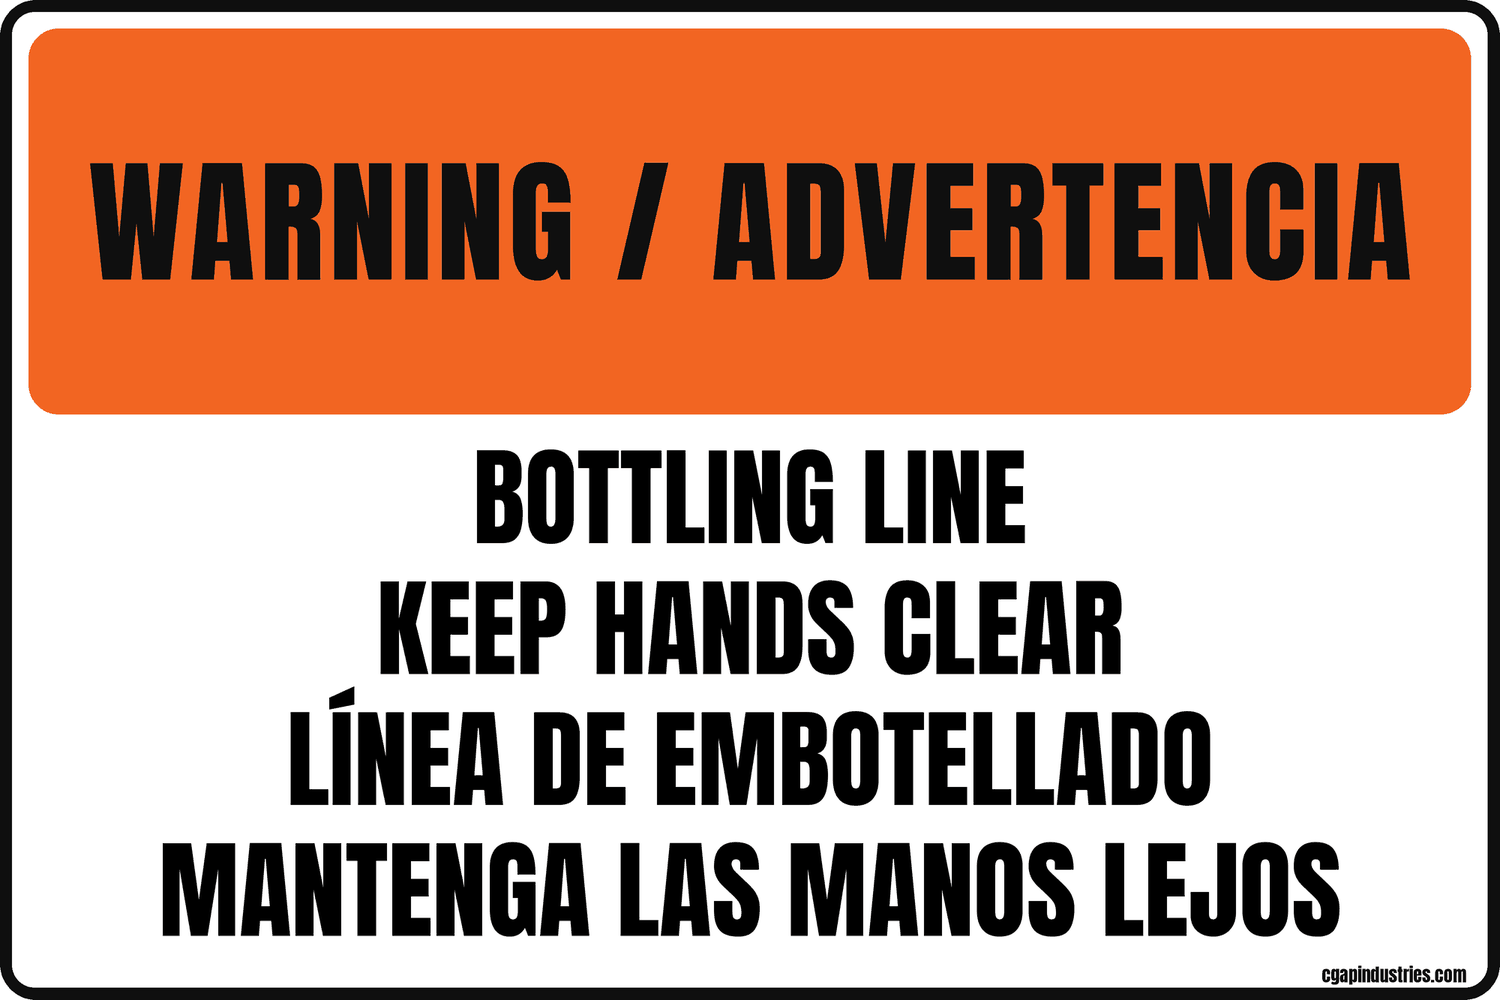 WARNING / ADVERTENCIA
BOTTLING LINE
KEEP HANDS CLEAR
LÍNEA DE EMBOTELLADO
MANTENGA LAS MANOS LEJOS
cgapindustries.com